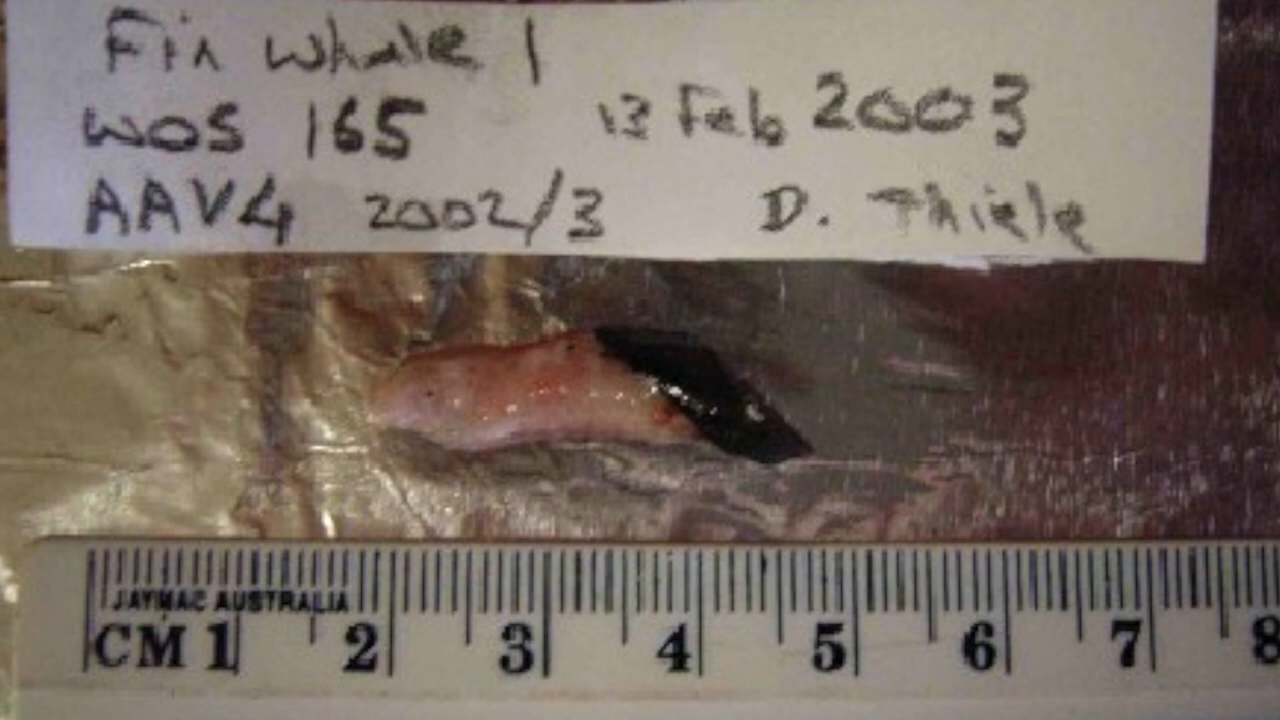 Fin Whale 1
WOS 165 13 Feb 2003
AAV4 2002/3 D. Thiele
JAYMAC AUSTRALIA
CM 1 2 3 4 5 6 7 8